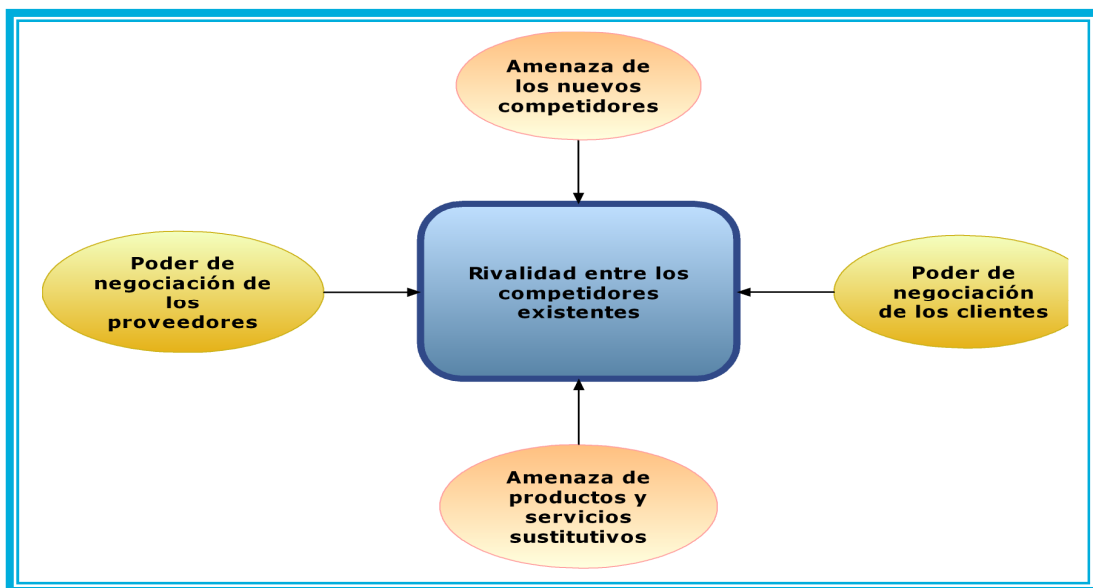 Amenaza de
los nuevos
competidores
Poder de
negociación de
los
proveedores
Rivalidad entre los
competidores
existentes
Poder de
negociación
de los clientes
Amenaza de
productos y
servicios
sustitutivos